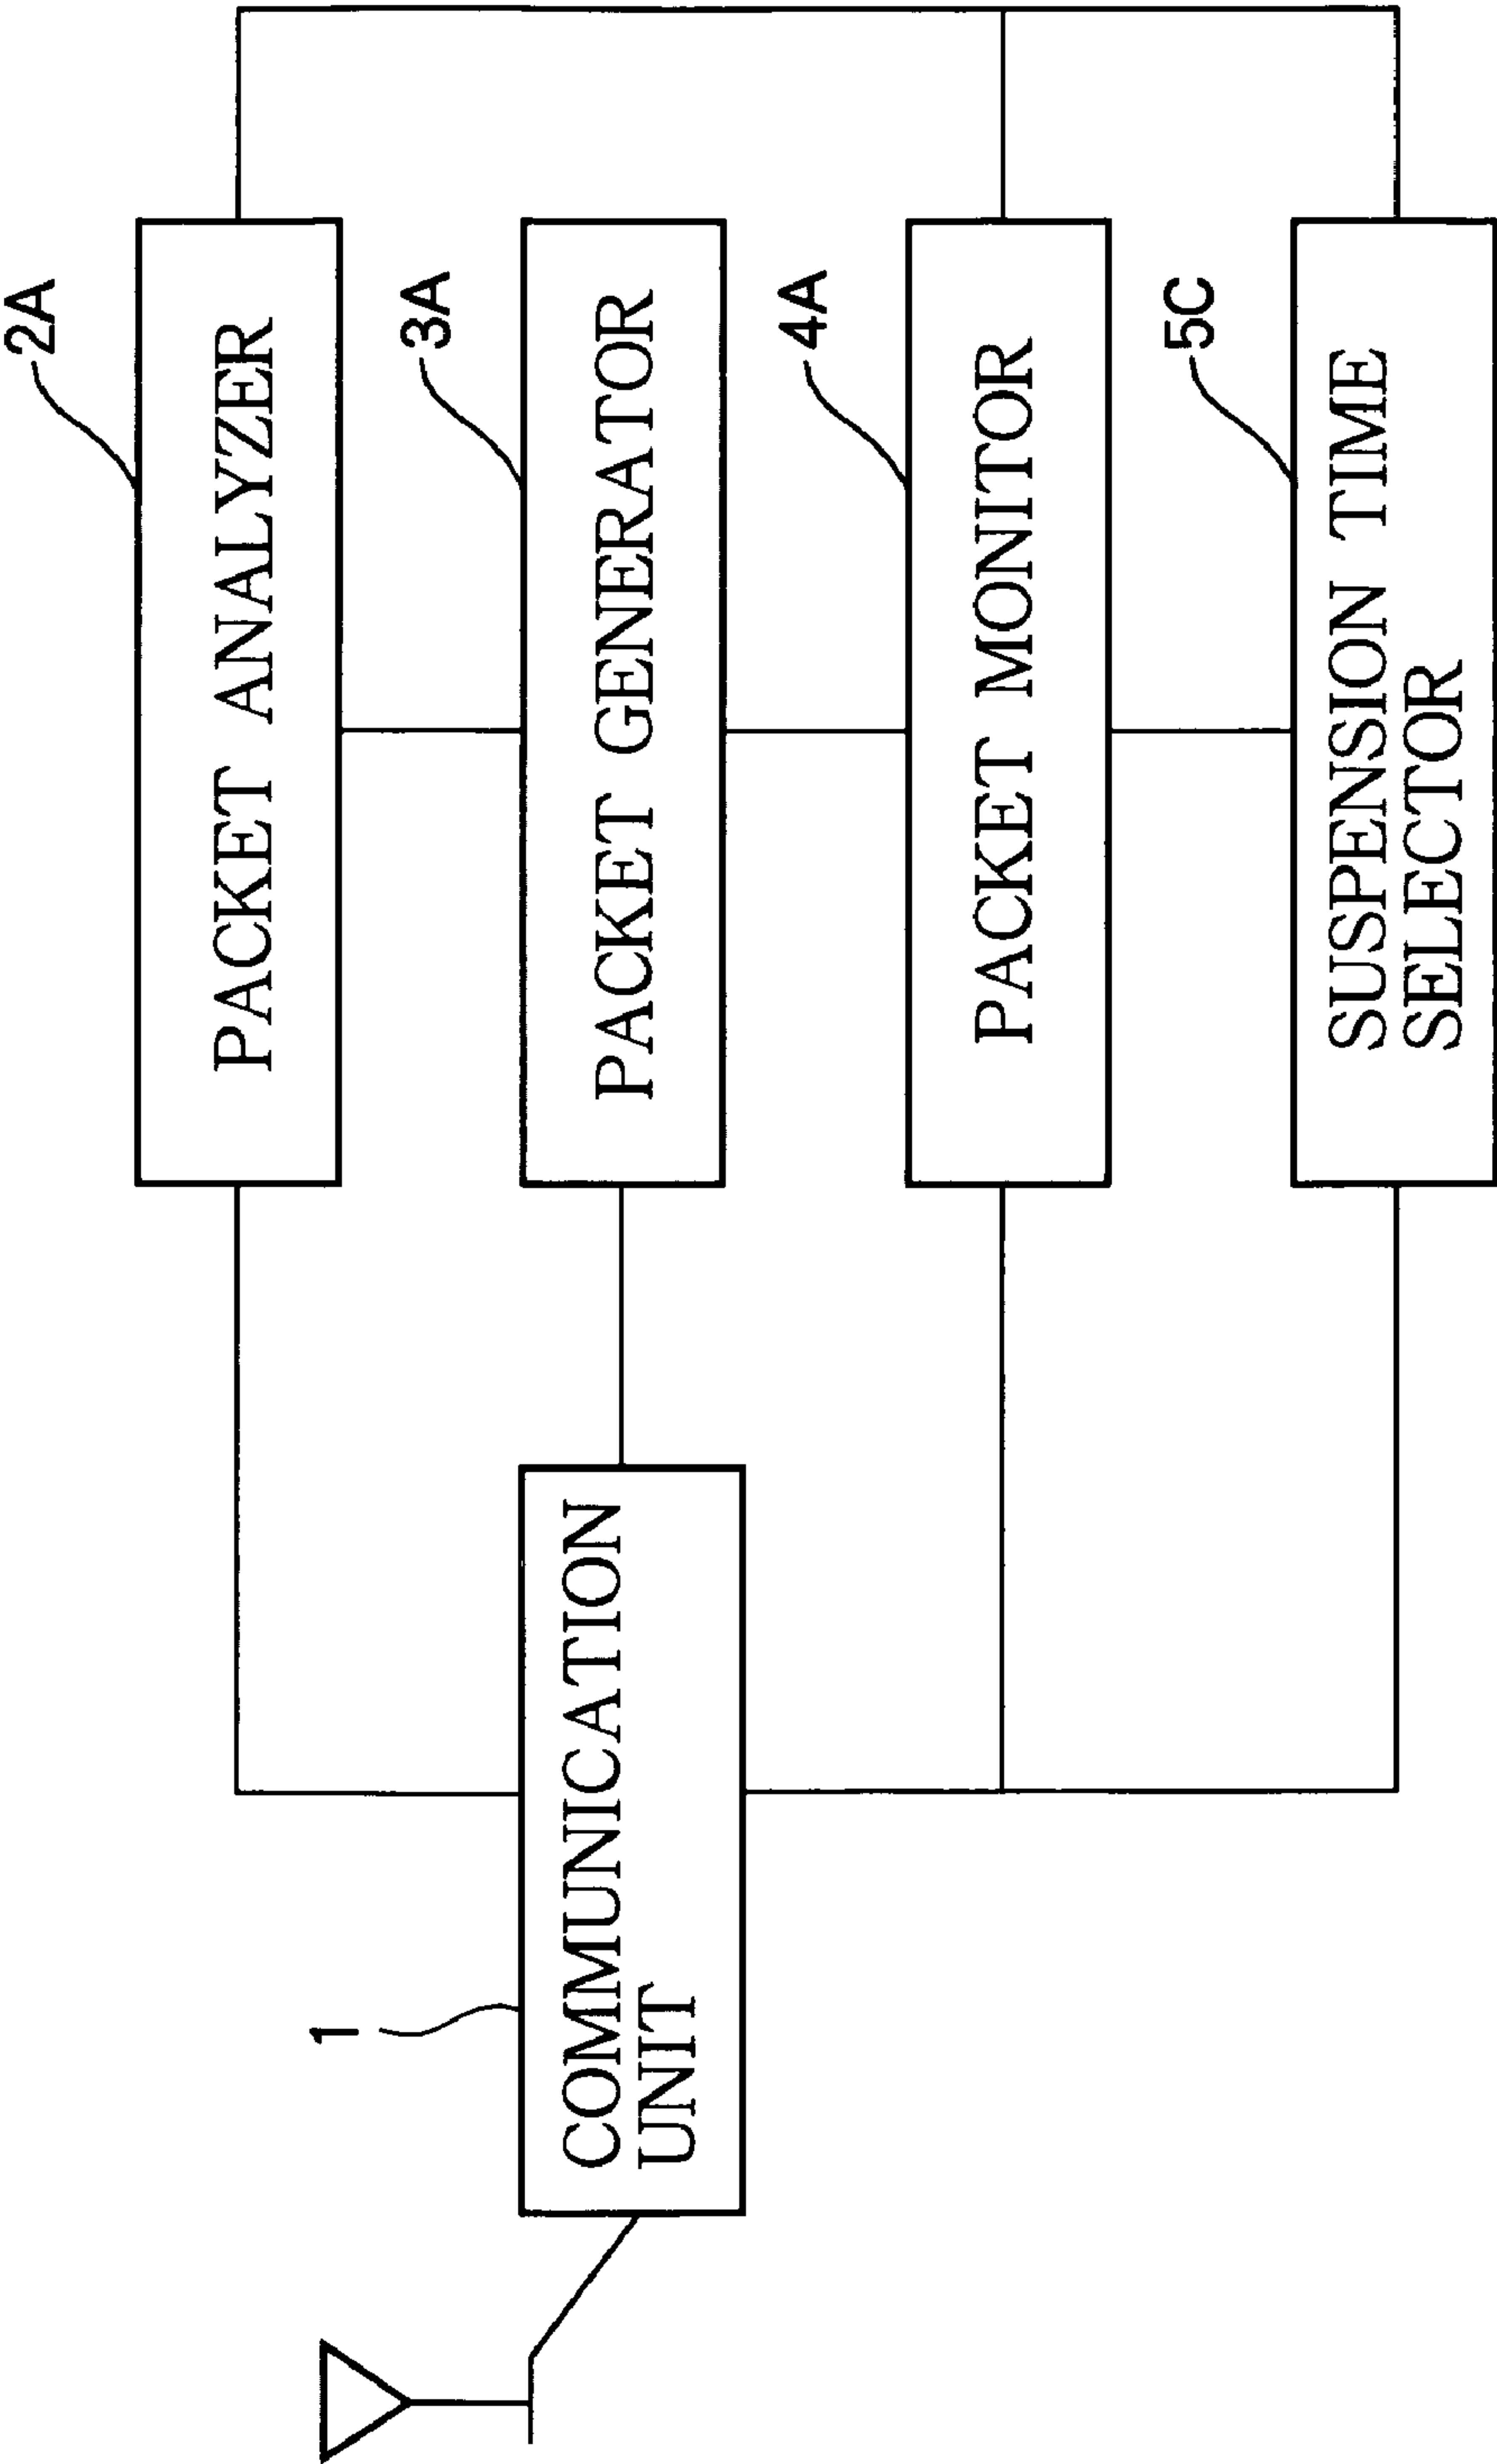 1
COMMUNICATION
UNIT
2A
PACKET ANALYZER
3A
PACKET GENERATOR
4A
PACKET MONITOR
5C
SUSPENSION TIME
SELECTOR